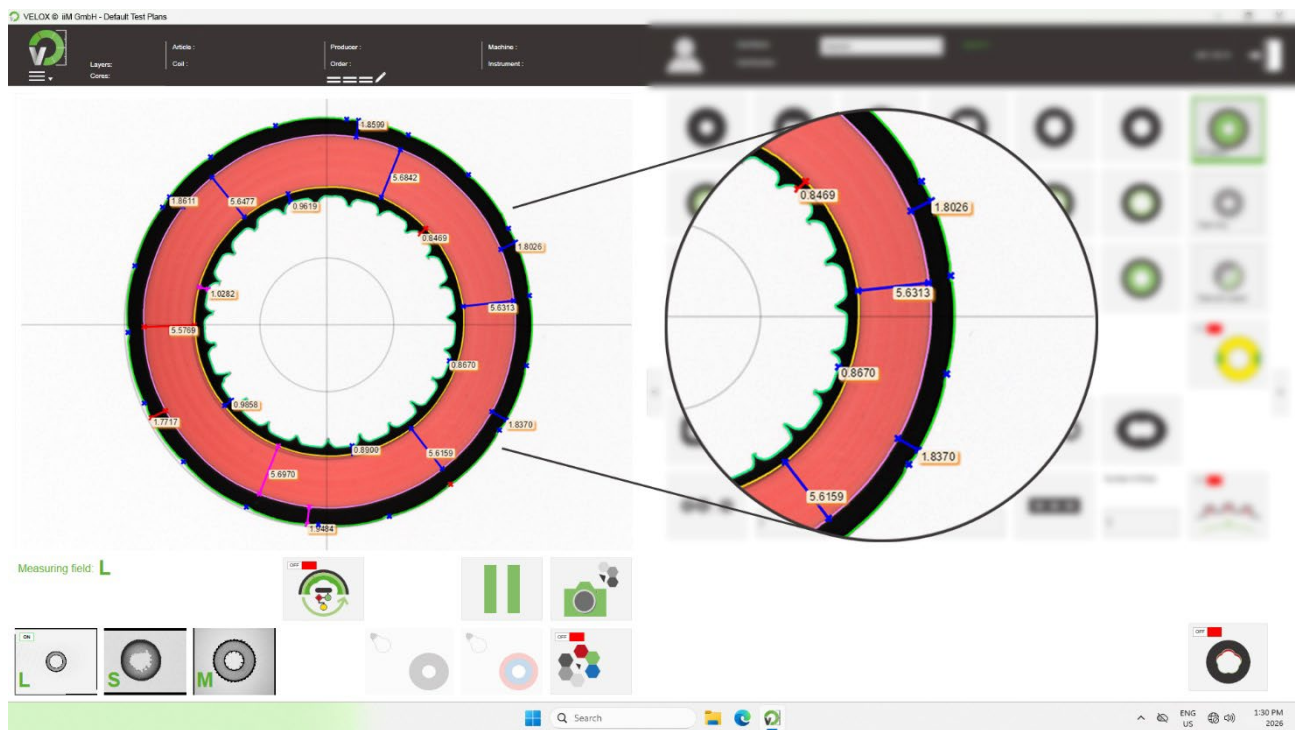 VELOX © iiM GmbH - Default Test Plans
V
Layers:
Cores:
Article :
Coil :
Producer :
Order :
Machine :
Instrument :
1.8599
5.6842
1.8611
5.6477
0.9619
0.8469
1.8026
1.0282
5.6313
5.5769
0.8670
0.9858
1.7717
1.8370
0.8900
5.6159
5.6970
1.9484
0.8469
1.8026
5.6313
0.8670
1.8370
5.6159
Measuring field: L
OFF
ON
L
S
M
OFF
OFF
Search
ENG
US
1:30 PM
2026